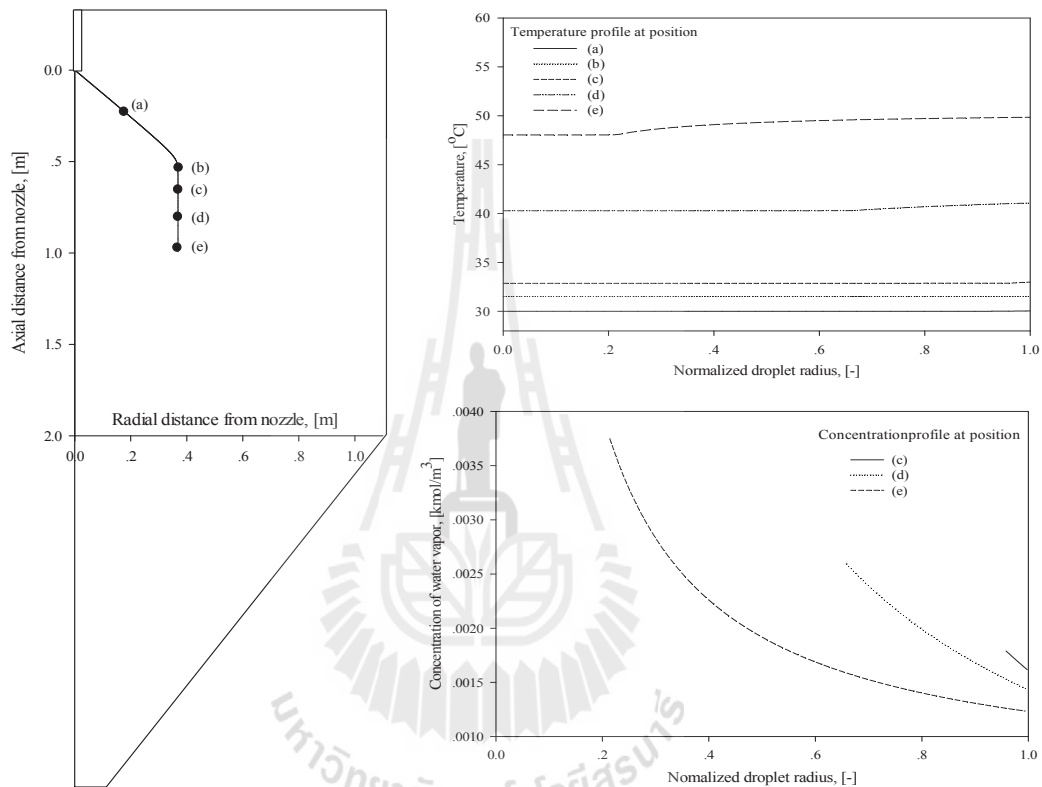 0.0
.5
1.0
1.5
2.0
Axial distance from nozzle, [m]
(a)
(b)
(c)
(d)
(e)
Radial distance from nozzle, [m]
0.0
.2
.4
.6
.8
1.0
60
55
50
45
40
35
30
Temperature, [°C]
Temperature profile at position
(a)
(b)
(c)
(d)
(e)
0.0
.2
.4
.6
.8
1.0
Normalized droplet radius, [-]
.0040
.0035
.0030
.0025
.0020
.0015
.0010
Concentration of water vapor, [kmol/m³]
Concentrationprofile at position
(c)
(d)
(e)
0.0
.2
.4
.6
.8
1.0
Nomalized droplet radius, [-]